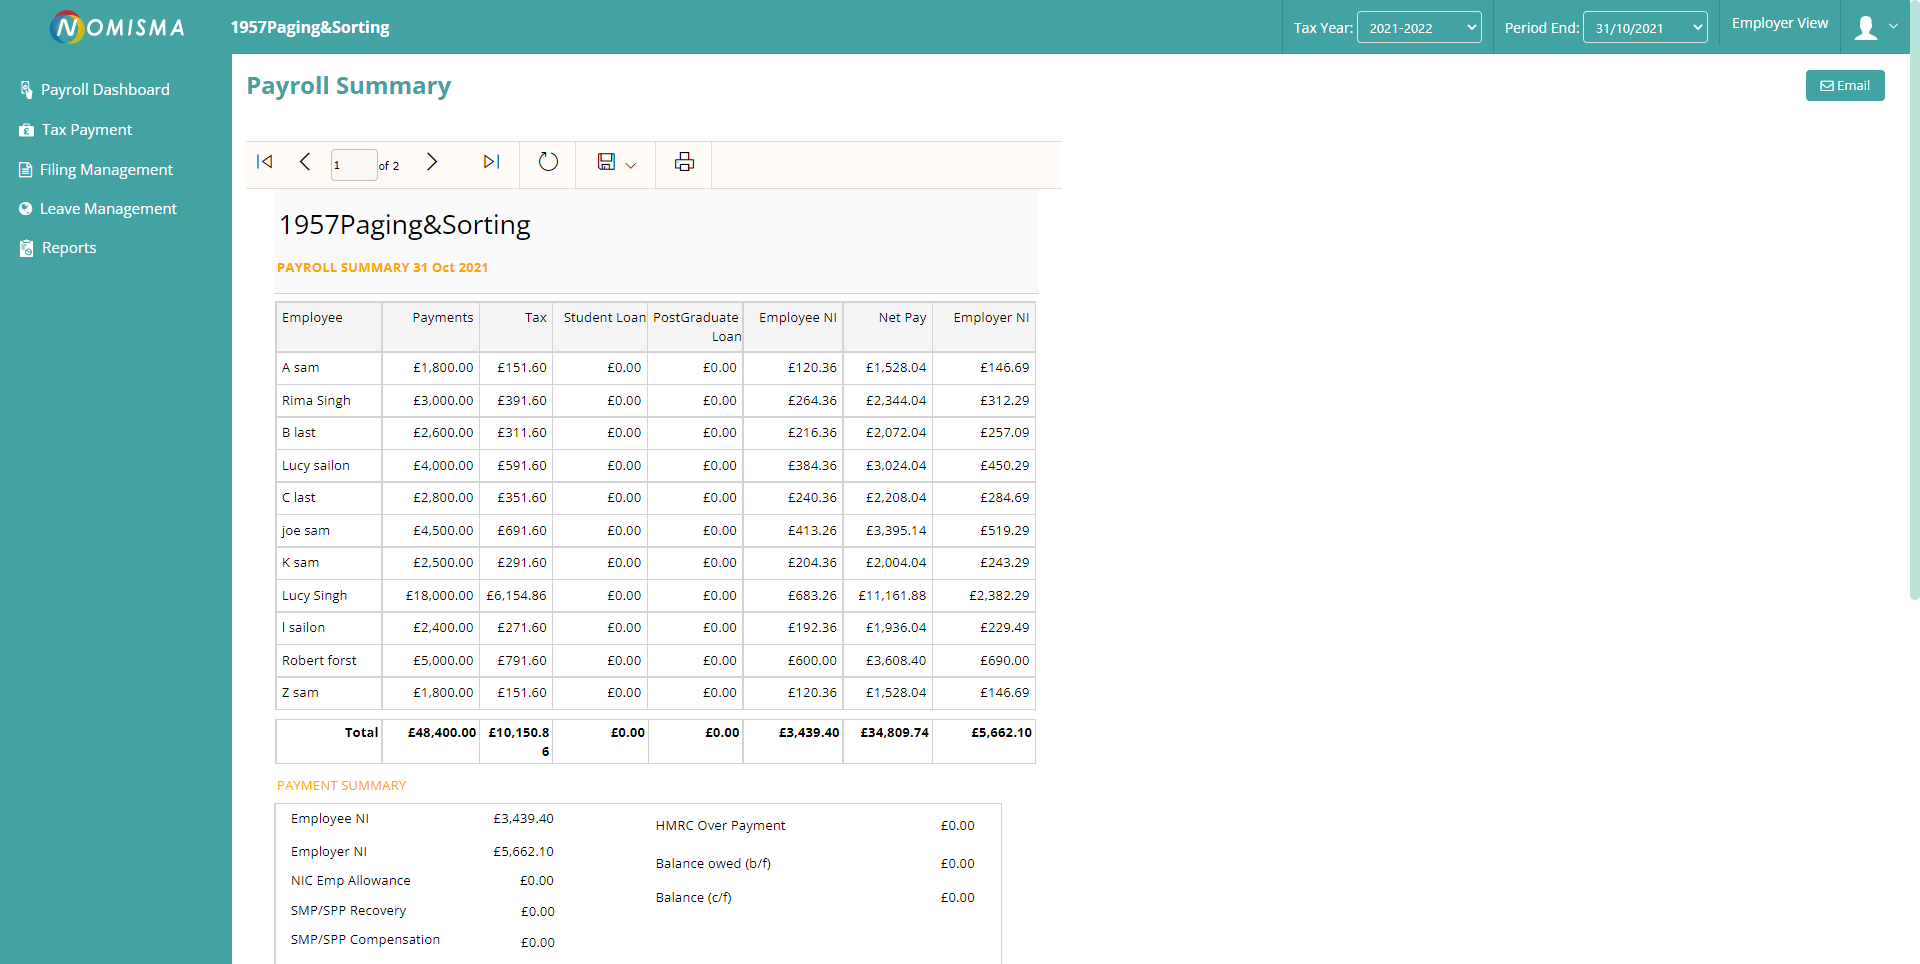 NOMISMA
1957Paging&Sorting
Tax Year: 2021-2022
Period End: 31/10/2021
Employer View
Payroll Dashboard
Tax Payment
Filing Management
Leave Management
Reports
Payroll Summary
Email
1 of 2
1957Paging&Sorting
PAYROLL SUMMARY 31 Oct 2021
Employee Payments Tax Student Loan PostGraduate Loan Employee NI Net Pay Employer NI
A sam £1,800.00 £151.60 £0.00 £0.00 £120.36 £1,528.04 £146.69
Rima Singh £3,000.00 £391.60 £0.00 £0.00 £264.36 £2,344.04 £312.29
B last £2,600.00 £311.60 £0.00 £0.00 £216.36 £2,072.04 £257.09
Lucy sailon £4,000.00 £591.60 £0.00 £0.00 £384.36 £3,024.04 £450.29
C last £2,800.00 £351.60 £0.00 £0.00 £240.36 £2,208.04 £284.69
joe sam £4,500.00 £691.60 £0.00 £0.00 £413.26 £3,395.14 £519.29
K sam £2,500.00 £291.60 £0.00 £0.00 £204.36 £2,004.04 £243.29
Lucy Singh £18,000.00 £6,154.86 £0.00 £0.00 £683.26 £11,161.88 £2,382.29
l sailon £2,400.00 £271.60 £0.00 £0.00 £192.36 £1,936.04 £229.49
Robert forst £5,000.00 £791.60 £0.00 £0.00 £600.00 £3,608.40 £690.00
Z sam £1,800.00 £151.60 £0.00 £0.00 £120.36 £1,528.04 £146.69
Total £48,400.00 £10,150.86 £0.00 £0.00 £3,439.40 £34,809.74 £5,662.10
PAYMENT SUMMARY
Employee NI £3,439.40
HMRC Over Payment £0.00
Employer NI £5,662.10
Balance owed (b/f) £0.00
NIC Emp Allowance £0.00
Balance (c/f) £0.00
SMP/SPP Recovery £0.00
SMP/SPP Compensation £0.00